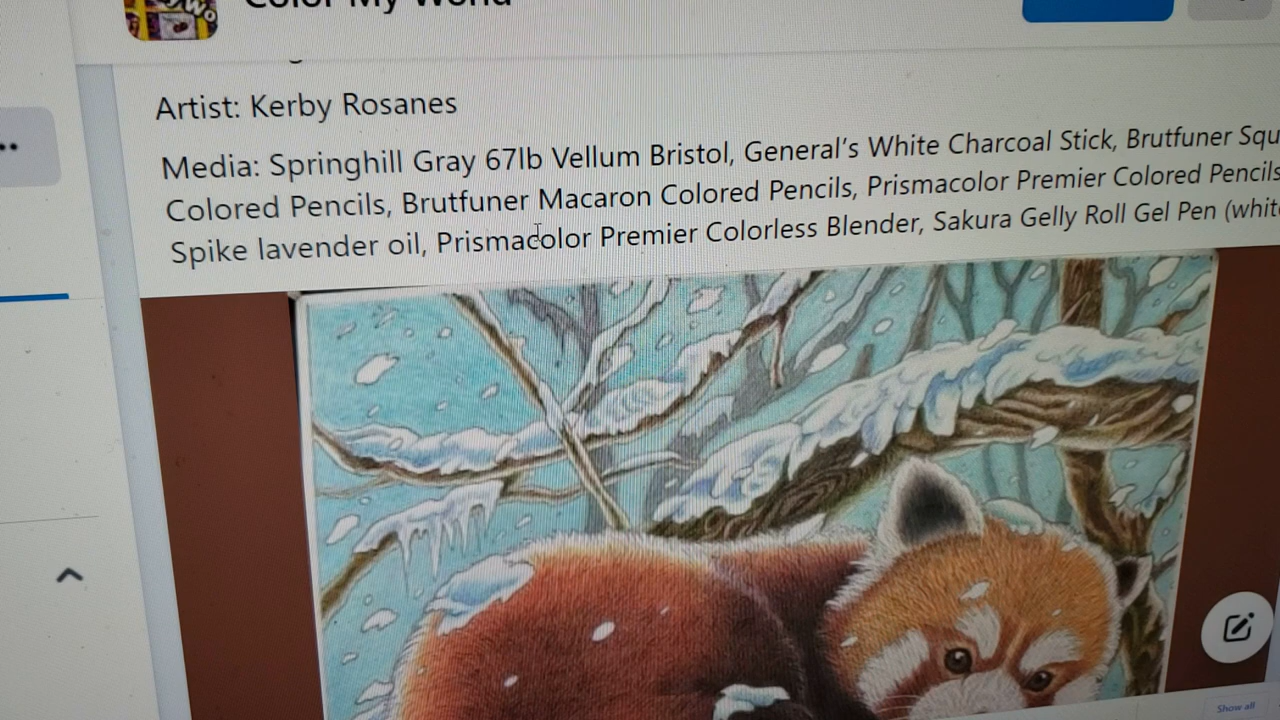 Color My World
Artist: Kerby Rosanes
Media: Springhill Gray 67lb Vellum Bristol, General's White Charcoal Stick, Brutfuner
Colored Pencils, Brutfuner Macaron Colored Pencils, Prismacolor Premier Colored Pencils
Spike lavender oil, Prismacolor Premier Colorless Blender, Sakura Gelly Roll Gel Pen
Show all